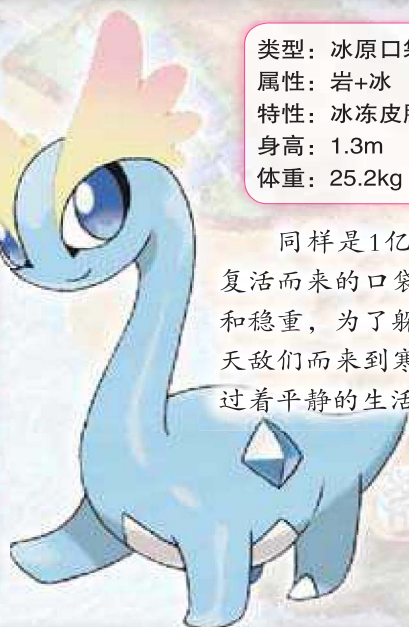 类型：冰原口袋
属性：岩+冰
特性：冰冻皮
身高：1.3m
体重：25.2kg
同样是1亿
复活而来的口袋
和稳重，为了躲
天敌们而来到寒
过着平静的生活